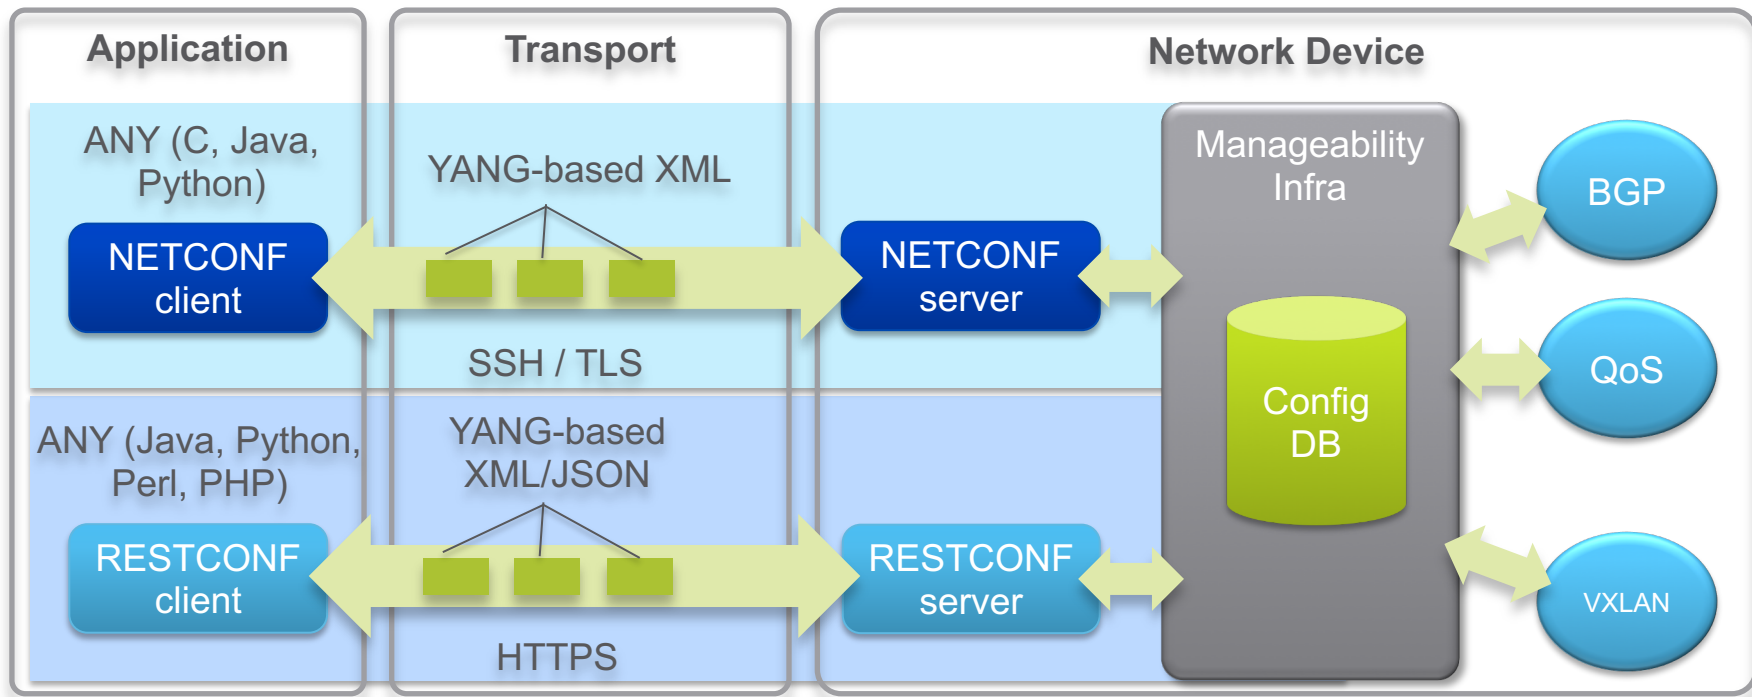 Application
Transport
Network Device
ANY (C, Java,
Python)
YANG-based XML
NETCONF
client
SSH / TLS
NETCONF
server
Manageability
Infra
Config
DB
BGP
QoS
VXLAN
ANY (Java, Python,
Perl, PHP)
YANG-based
XML/JSON
RESTCONF
client
HTTPS
RESTCONF
server